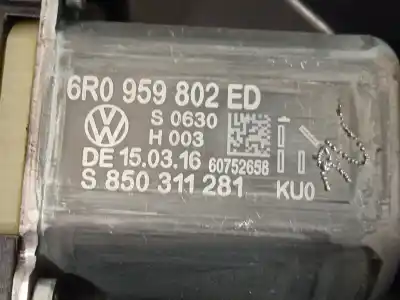 6R0 959 802 ED
S 0630
H 003
DE 15.03.16 60752658
S 850 311 281 KU0